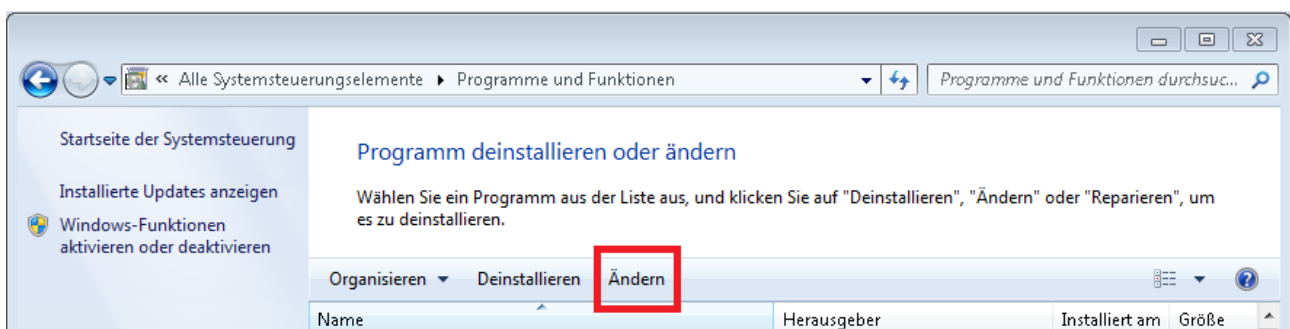 « Alle Systemsteuerungselemente ▸ Programme und Funktionen
Programme und Funktionen durchsuc...
Startseite der Systemsteuerung
Installierte Updates anzeigen
Windows-Funktionen
aktivieren oder deaktivieren
Programm deinstallieren oder ändern
Wählen Sie ein Programm aus der Liste aus, und klicken Sie auf "Deinstallieren", "Ändern" oder "Reparieren", um
es zu deinstallieren.
Organisieren Deinstallieren Ändern
Name Herausgeber Installiert am Größe